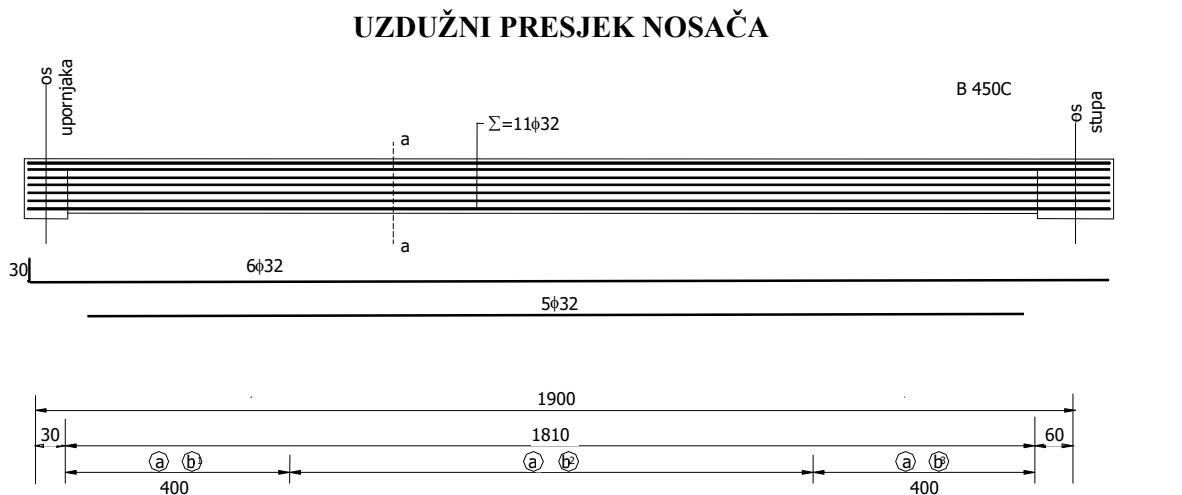 UZDUŽNI PRESJEK NOSAČA
os upornjaka
B 450C
os stupa
∑=11ϕ32
a
a
30
6ϕ32
5ϕ32
1900
30
1810
60
a b1
a b2
a b3
400
400